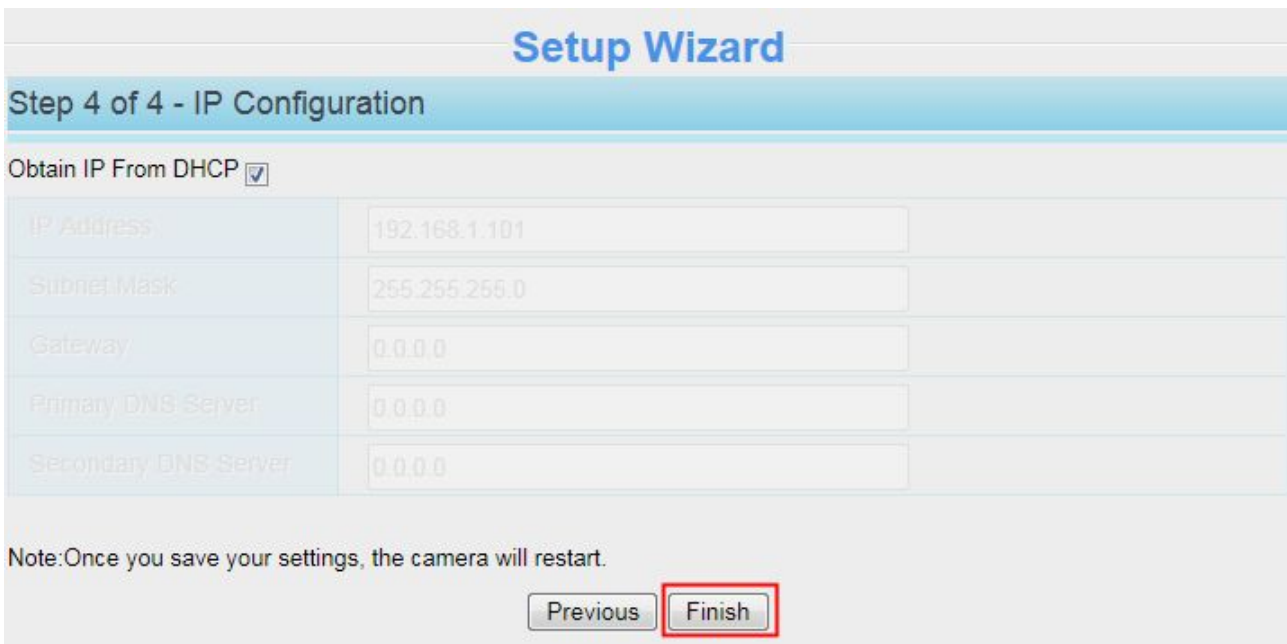 Setup Wizard
Step 4 of 4 - IP Configuration
Obtain IP From DHCP
IP Address 192.168.1.101
Subnet Mask 255.255.255.0
Gateway 0.0.0.0
Primary DNS Server 0.0.0.0
Secondary DNS Server 0.0.0.0
Note:Once you save your settings, the camera will restart.
Previous Finish